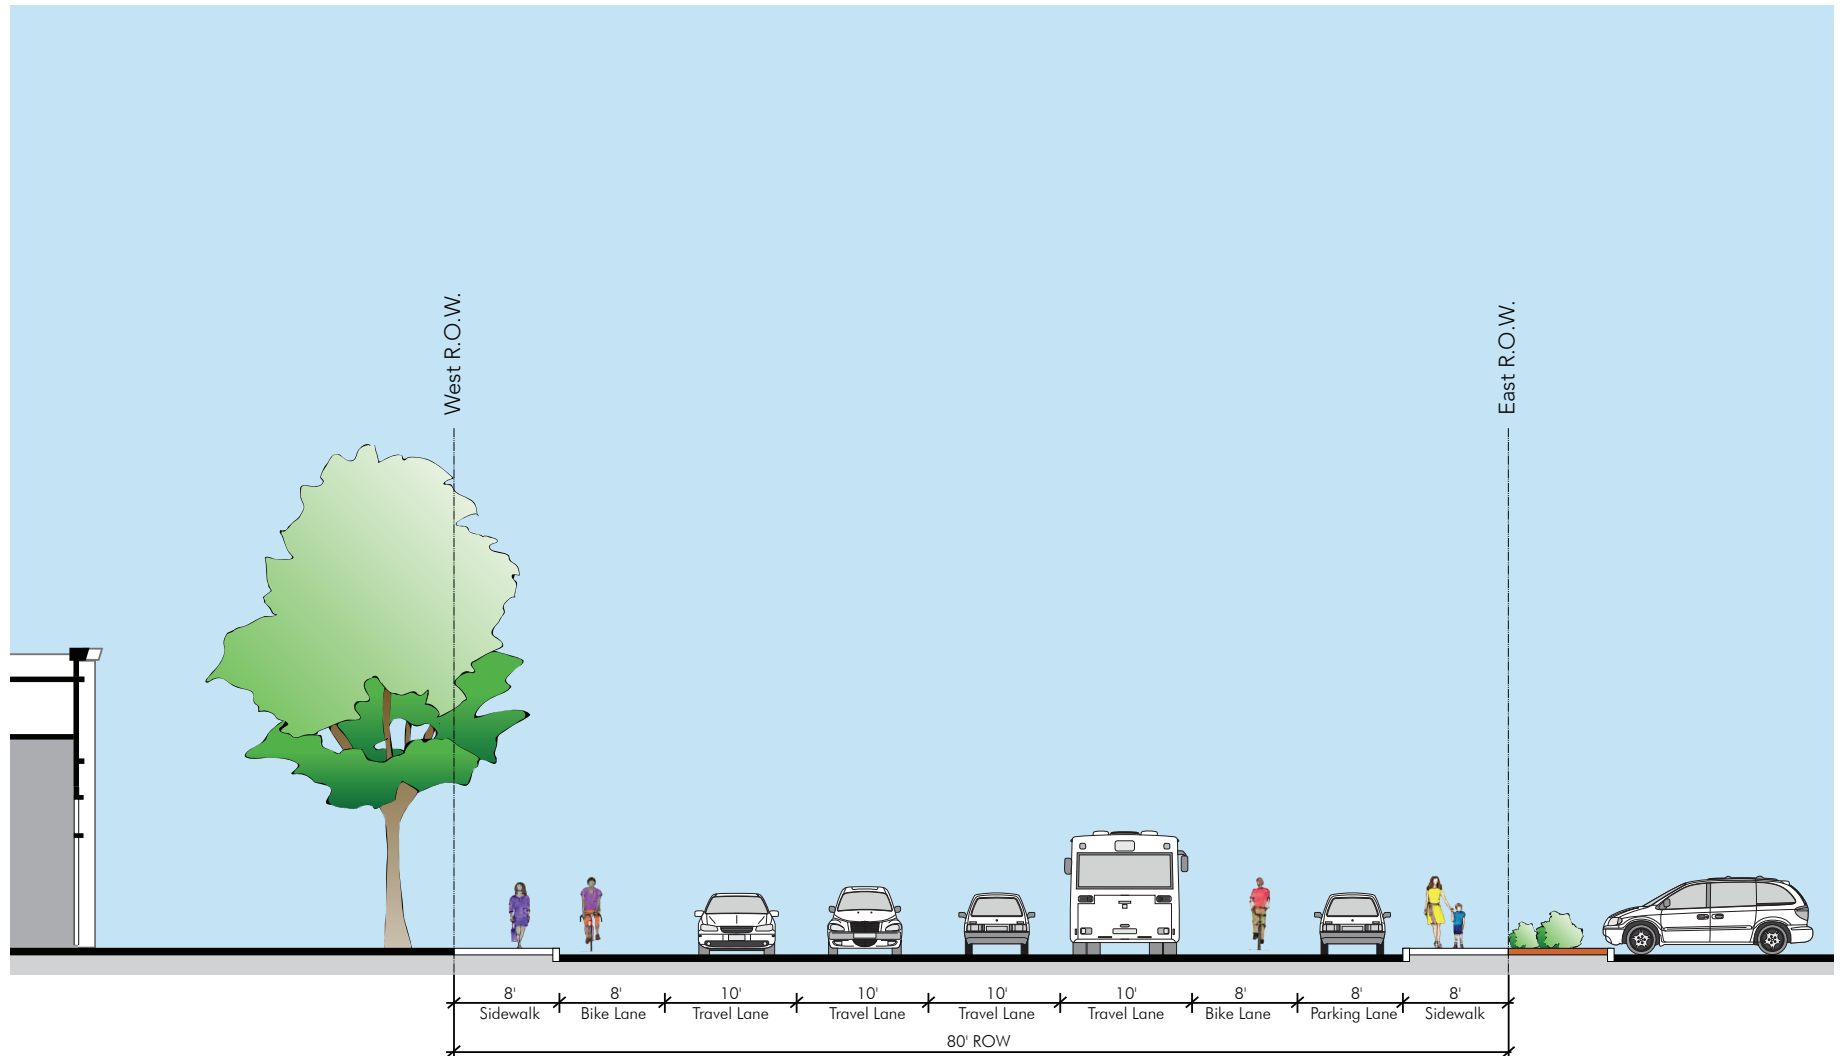 West R.O.W.
East R.O.W.
8' 8' 10' 10' 10' 10' 8' 8' 8'
Sidewalk Bike Lane Travel Lane Travel Lane Travel Lane Travel Lane Bike Lane Parking Lane Sidewalk
80' ROW